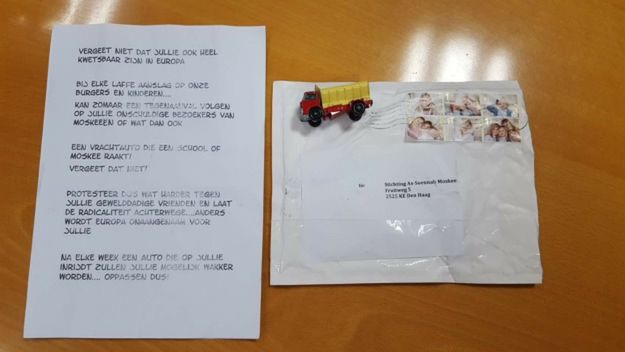 VERGEET NIET DAT JULLIE OOK HEEL
KWETSBAAR ZIJN IN EUROPA
BIJ ELKE LAFFE AANSLAG OP ONZE
BURGERS EN KINDEREN....
KAN ZOMAAR EEN TEGENAANVAL VOLGEN
OP JULLIE ONSCHULDIGE BEZOEKERS VAN
MOSKEEEN OF WAT DAN OOK
EEN VRACHTAUTO DIE EEN SCHOOL OF
MOSKEE RAAKT!
VERGEET DAT NIET!
PROTESTEER DUS WAT HARDER TEGEN
JULLIE GEWELDDADIGE VRIENDEN EN LAAT
DE RADICALITEIT ACHTERWEGE....ANDERS
WORDT EUROPA ONAANGENAAM VOOR
JULLIE
NA ELKE WEEK EEN AUTO DIE OP JULLIE
INRIJDT ZULLEN JULLIE MOGELIJK WAKKER
WORDEN.... OPPASSEN DUS!
Stichting As-Soennah Moskee
Fruitweg 5
2525 KE Den Haag